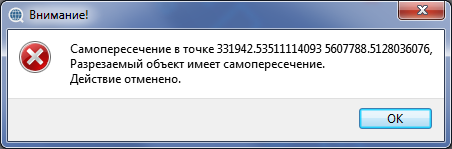 Внимание!
Самопересечение в точке 331942.53511114093 5607788.5128036076,
Разрезаемый объект имеет самопересечение.
Действие отменено.
OK